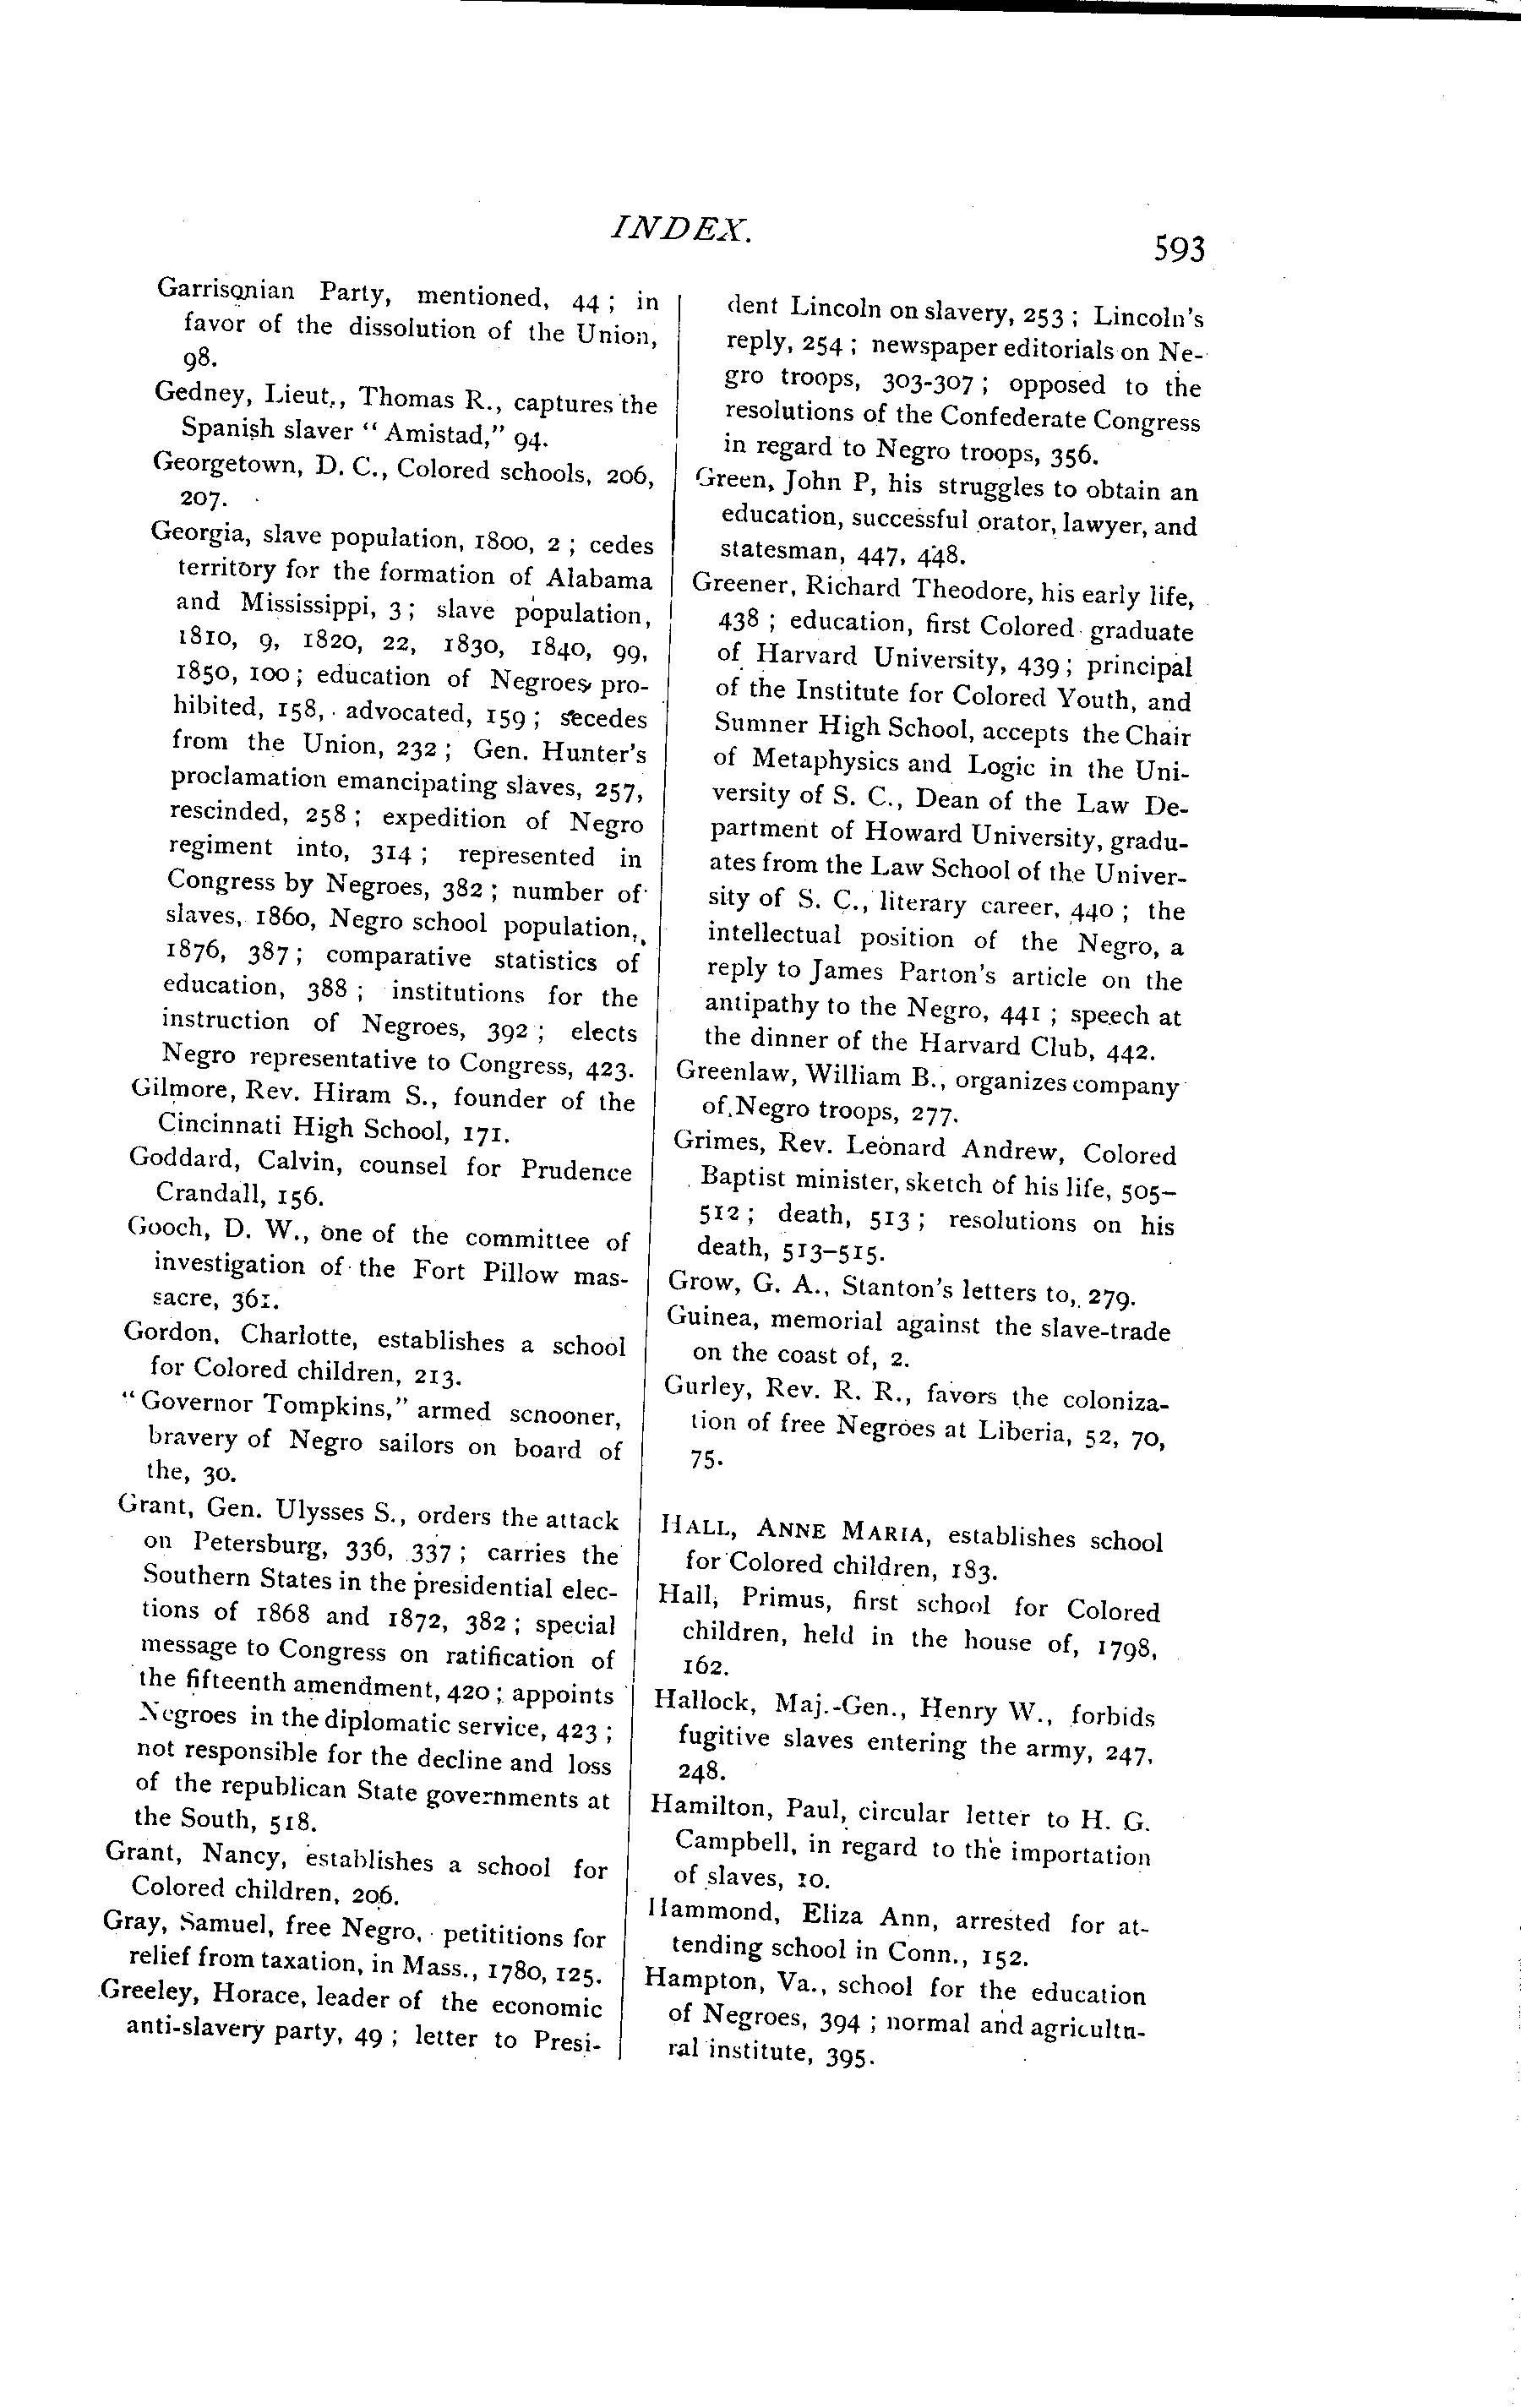 INDEX.
593
Garrisonian Party, mentioned, 44 ; in
favor of the dissolution of the Union,
98.
Gedney, Lieut., Thomas R., captures the
Spanish slaver "Amistad," 94.
Georgetown, D. C., Colored schools, 206,
207.
Georgia, slave population, 1800, 2 ; cedes
territory for the formation of Alabama
and Mississippi, 3 ; slave population,
1810, 9, 1820, 22, 1830, 1840, 99,
1850, 100 ; education of Negroes pro-
hibited, 158, advocated, 159 ; secedes
from the Union, 232 ; Gen. Hunter's
proclamation emancipating slaves, 257,
rescinded, 258 ; expedition of Negro
regiment into, 314 ; represented in
Congress by Negroes, 382 ; number of
slaves, 1860, Negro school population,
1876, 387 ; comparative statistics of
education, 388 ; institutions for the
instruction of Negroes, 392 ; elects
Negro representative to Congress, 423.
Gilmore, Rev. Hiram S., founder of the
Cincinnati High School, 171.
Goddard, Calvin, counsel for Prudence
Crandall, 156.
Gooch, D. W., one of the committee of
investigation of the Fort Pillow mas-
sacre, 361.
Gordon, Charlotte, establishes a school
for Colored children, 213.
"Governor Tompkins," armed scnooner,
bravery of Negro sailors on board of
the, 30.
Grant, Gen. Ulysses S., orders the attack
on Petersburg, 336, 337 ; carries the
Southern States in the presidential elec-
tions of 1868 and 1872, 382 ; special
message to Congress on ratification of
the fifteenth amendment, 420 ; appoints
Negroes in the diplomatic service, 423 ;
not responsible for the decline and loss
of the republican State governments at
the South, 518.
Grant, Nancy, establishes a school for
Colored children, 206.
Gray, Samuel, free Negro, petititions for
relief from taxation, in Mass., 1780, 125.
Greeley, Horace, leader of the economic
anti-slavery party, 49 ; letter to Presi-
dent Lincoln on slavery, 253 ; Lincoln's
reply, 254 ; newspaper editorials on Ne-
gro troops, 303-307 ; opposed to the
resolutions of the Confederate Congress
in regard to Negro troops, 356.
Green, John P, his struggles to obtain an
education, successful orator, lawyer, and
statesman, 447, 448.
Greener, Richard Theodore, his early life,
438 ; education, first Colored graduate
of Harvard University, 439 ; principal
of the Institute for Colored Youth, and
Sumner High School, accepts the Chair
of Metaphysics and Logic in the Uni-
versity of S. C., Dean of the Law De-
partment of Howard University, gradu-
ates from the Law School of the Univer-
sity of S. C., literary career, 440 ; the
intellectual position of the Negro, a
reply to James Parton's article on the
antipathy to the Negro, 441 ; speech at
the dinner of the Harvard Club, 442.
Greenlaw, William B., organizes company
of Negro troops, 277.
Grimes, Rev. Leonard Andrew, Colored
Baptist minister, sketch of his life, 505–
512 ; death, 513 ; resolutions on his
death, 513–515.
Grow, G. A., Stanton's letters to, 279.
Guinea, memorial against the slave-trade
on the coast of, 2.
Gurley, Rev. R. R., favors the coloniza-
tion of free Negroes at Liberia, 52, 70,
75.
HALL, ANNE MARIA, establishes school
for Colored children, 183.
Hall, Primus, first school for Colored
children, held in the house of, 1798,
162.
Hallock, Maj.-Gen., Henry W., forbids
fugitive slaves entering the army, 247,
248.
Hamilton, Paul, circular letter to H. G.
Campbell, in regard to the importation
of slaves, 10.
Hammond, Eliza Ann, arrested for at-
tending school in Conn., 152.
Hampton, Va., school for the education
of Negroes, 394 ; normal and agricultu-
ral institute, 395.